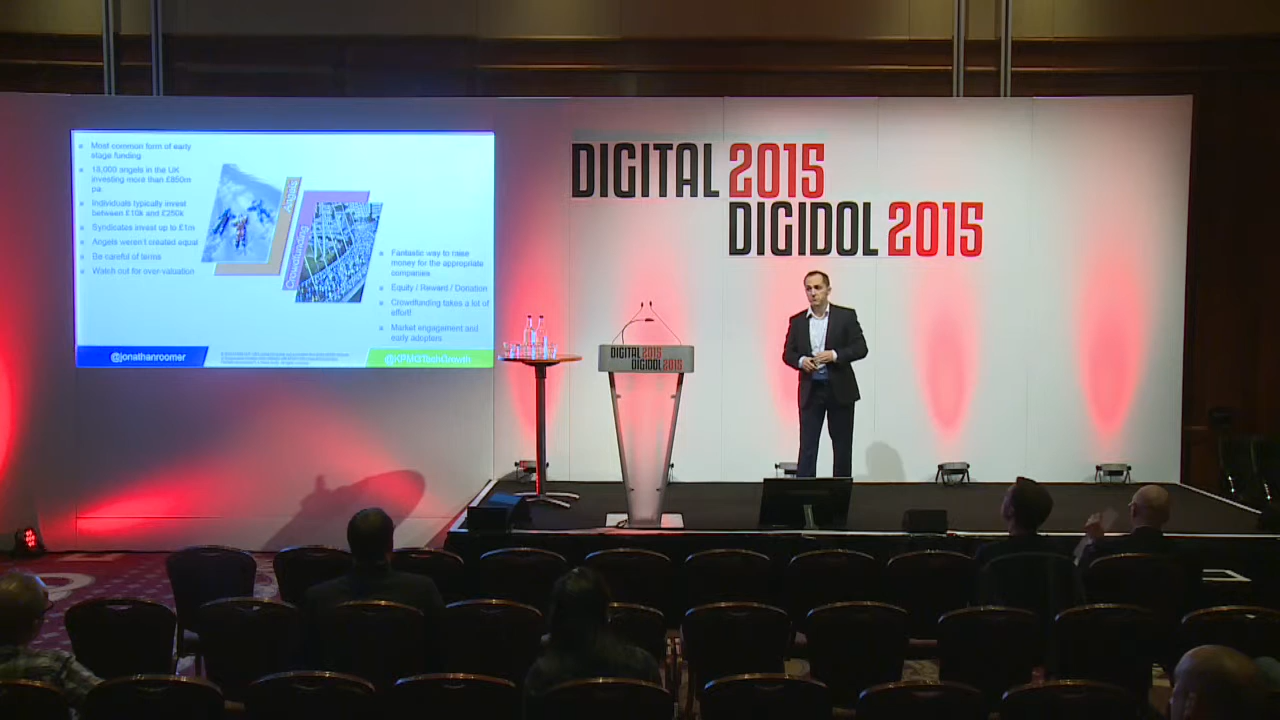 Most common form of early
stage funding
18,000 angels in the UK
investing more than £850m
pa.
Individuals typically invest
between £10k and £250k
Syndicates invest up to £1m
Angels weren't created equal
Be careful of terms
Watch out for over-valuation
Angels
Crowdfunding
Fantastic way to raise
money for the appropriate
companies
Equity / Reward / Donation
Crowdfunding takes a lot of
effort!
Market engagement and
early adopters
@jonathanroomer
@KPMGTechGrowth
DIGITAL 2015
DIGIDOL 2015
DIGITAL 2015
DIGIDOL 2015